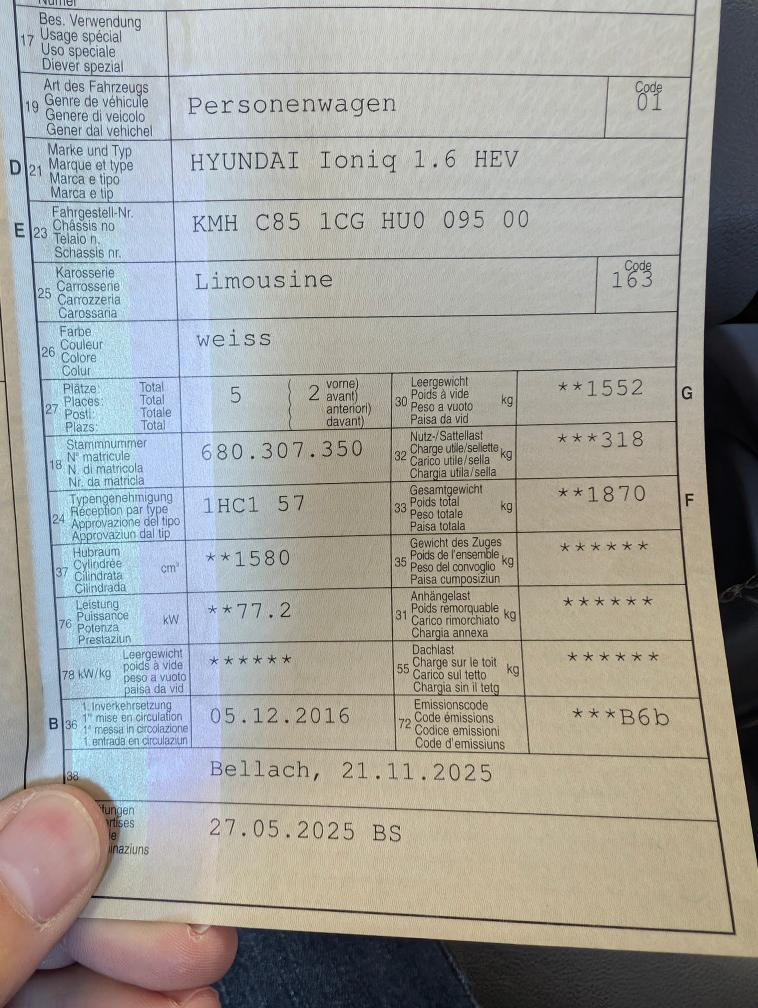 17 Bes. Verwendung
Usage spécial
Uso speciale
Diever spezial
19 Art des Fahrzeugs
Genre de véhicule
Genere di veicolo
Gener dal vehichel
Personenwagen
Code
01
D 21 Marke und Typ
Marque et type
Marca e tipo
Marca e tip
HYUNDAI Ioniq 1.6 HEV
E 23 Fahrgestell-Nr.
Châssis no
Telaio n.
Schassis nr.
KMH C85 1CG HU0 095 00
25 Karosserie
Carrosserie
Carrozzeria
Carossaria
Limousine
Code
163
26 Farbe
Couleur
Colore
Colur
weiss
27 Plätze: Total
Places: Total
Posti: Totale
Plazs: Total
5 ( 2 vorne)
avant)
anteriori)
davant)
30 Leergewicht
Poids à vide
Peso a vuoto
Paisa da vid
kg
**1552
G
18 Stammnummer
N° matricule
N. di matricola
Nr. da matricla
680.307.350
32 Nutz-/Sattellast
Charge utile/sellette
Carico utile/sella
Chargia utila/sella
kg
***318
24 Typengenehmigung
Réception par type
Approvazione del tipo
Approvaziun dal tip
1HC1 57
33 Gesamtgewicht
Poids total
Peso totale
Paisa totala
kg
**1870
F
37 Hubraum
Cylindrée
Cilindrata
Cilindrada
cm³
**1580
35 Gewicht des Zuges
Poids de l'ensemble
Peso del convoglio
Paisa cumposiziun
kg
******
76 Leistung
Puissance
Potenza
Prestaziun
kW
**77.2
31 Anhängelast
Poids remorquable
Carico rimorchiato
Chargia annexa
kg
******
78 kW/kg Leergewicht
poids à vide
peso a vuoto
paisa da vid
******
55 Dachlast
Charge sur le toit
Carico sul tetto
Chargia sin il tetg
kg
******
B 36 1. Inverkehrsetzung
1re mise en circulation
1a messa in circolazione
1. entrada en circulaziun
05.12.2016
72 Emissionscode
Code émissions
Codice emissioni
Code d'emissiuns
***B6b
38
Bellach, 21.11.2025
27.05.2025 BS